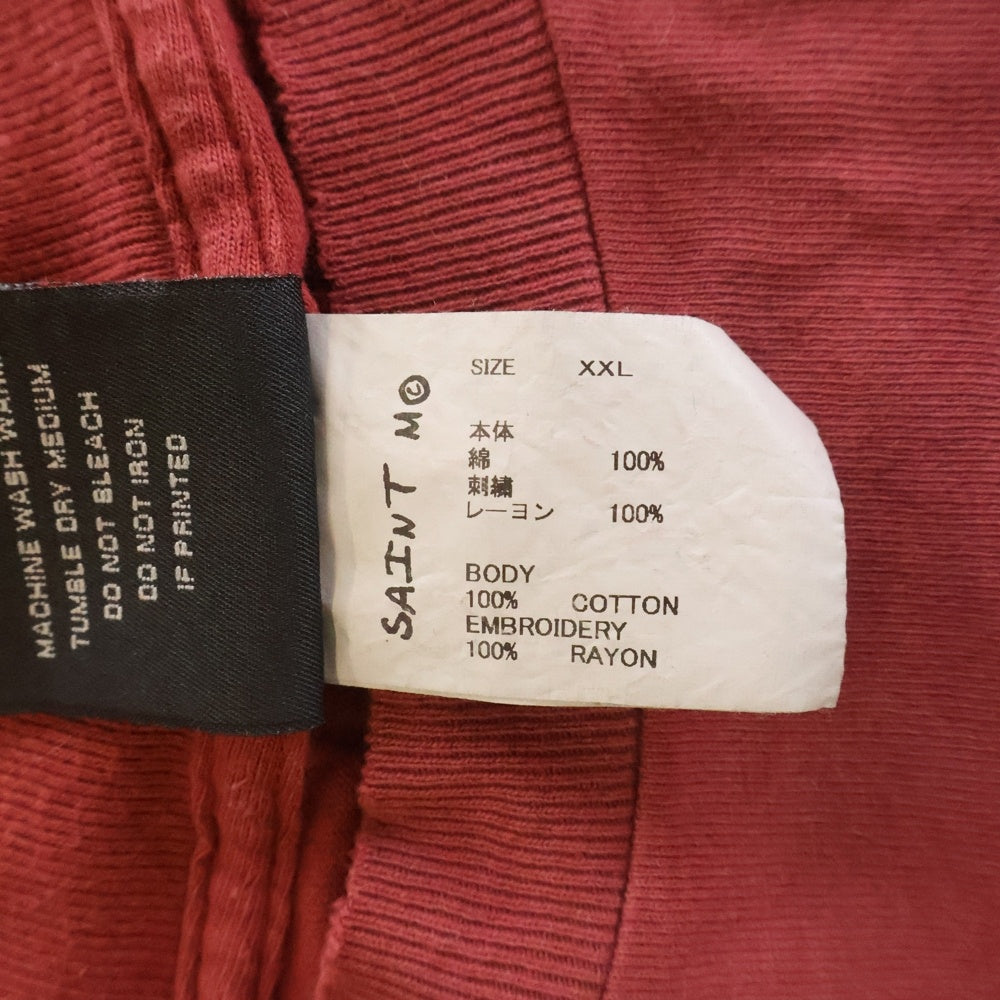 MACHINE WASH WARM
TUMBLE DRY MEDIUM
DO NOT BLEACH
DO NOT IRON
IF PRINTED
SAINT M
SIZE XXL
本体
綿 100%
刺繍
レーヨン 100%
BODY
100% COTTON
EMBROIDERY
100% RAYON